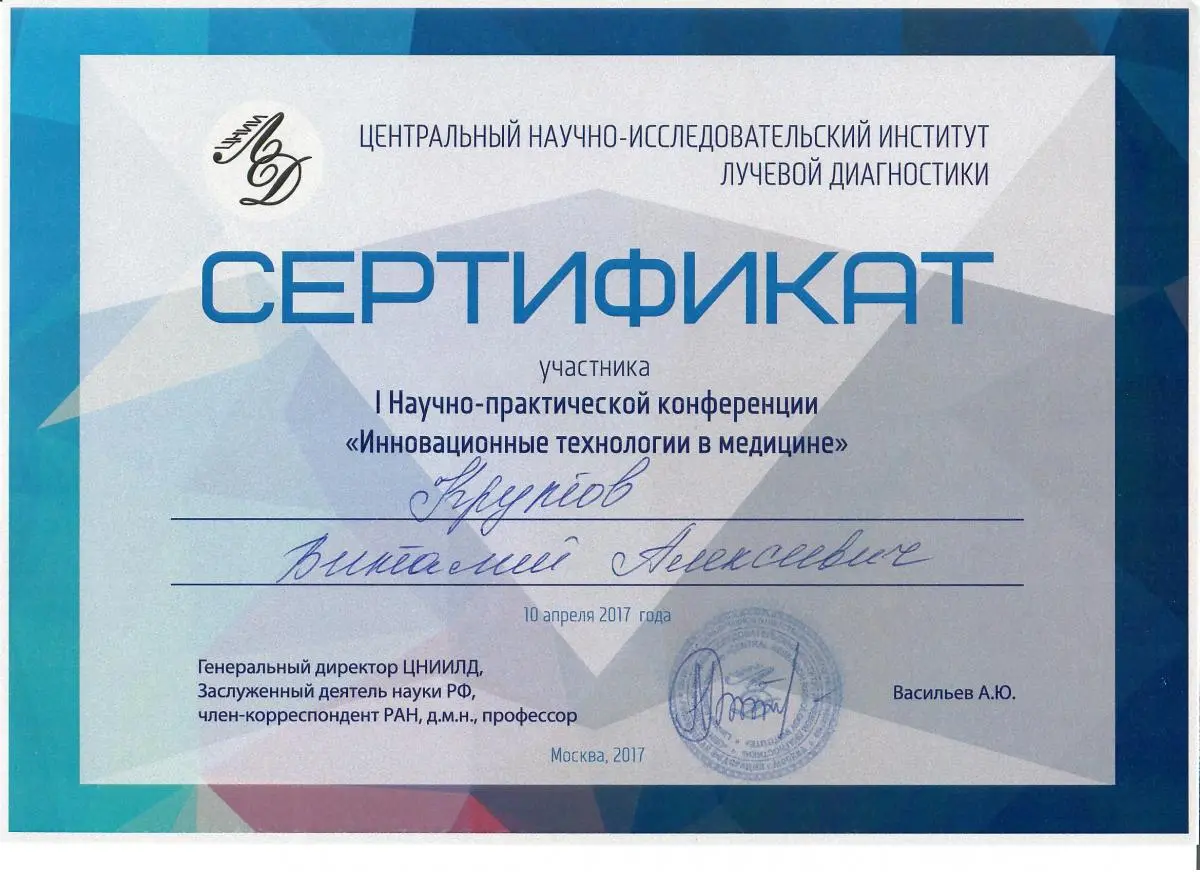 ЦНИИ
ЛД
ЦЕНТРАЛЬНЫЙ НАУЧНО-ИССЛЕДОВАТЕЛЬСКИЙ ИНСТИТУТ
ЛУЧЕВОЙ ДИАГНОСТИКИ
СЕРТИФИКАТ
участника
I Научно-практической конференции
«Инновационные технологии в медицине»
Виталий Алексеевич
10 апреля 2017 года
Генеральный директор ЦНИИЛД,
Заслуженный деятель науки РФ,
член-корреспондент РАН, д.м.н., профессор
Васильев А.Ю.
Москва, 2017